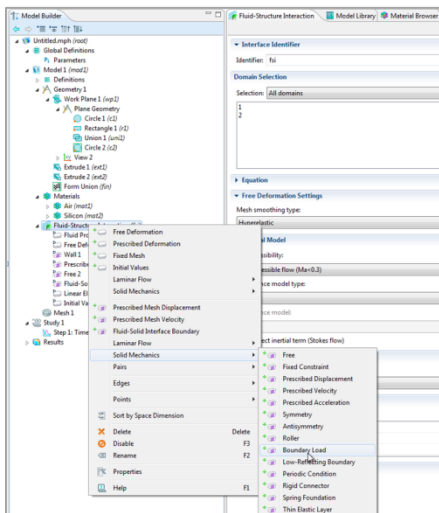 Model Builder
Untitled.mph (root)
Global Definitions
Parameters
Model 1 (mod1)
Definitions
Geometry 1
Work Plane 1 (wp1)
Plane Geometry
Circle 1 (c1)
Rectangle 1 (r1)
Union 1 (uni1)
Circle 2 (c2)
View 2
Extrude 1 (ext1)
Extrude 2 (ext2)
Form Union (fin)
Materials
Air (mat1)
Silicon (mat2)
Fluid-Structure
Fluid Pro
Free Def
Wall 1
Prescrib
Free 2
Fluid-So
Linear El
Initial Va
Mesh 1
Study 1
Step 1: Time
Results
Free Deformation
Prescribed Deformation
Fixed Mesh
Initial Values
Laminar Flow
Solid Mechanics
Prescribed Mesh Displacement
Prescribed Mesh Velocity
Fluid-Solid Interface Boundary
Laminar Flow
Solid Mechanics
Pairs
Edges
Points
Sort by Space Dimension
Delete Delete
Disable F3
Rename F2
Properties
Help F1
Fluid-Structure Interaction Model Library Material Browser
Interface Identifier
Identifier: fsi
Domain Selection
Selection: All domains
1
2
Equation
Free Deformation Settings
Mesh smoothing type:
Hyperelastic
al Model
ssibility:
essible flow (Ma<0.3)
ce model type:
ce model:
ect inertial term (Stokes flow)
Free
Fixed Constraint
Prescribed Displacement
Prescribed Velocity
Prescribed Acceleration
Symmetry
Antisymmetry
Roller
Boundary Load
Low-Reflecting Boundary
Periodic Condition
Rigid Connector
Spring Foundation
Thin Elastic Layer